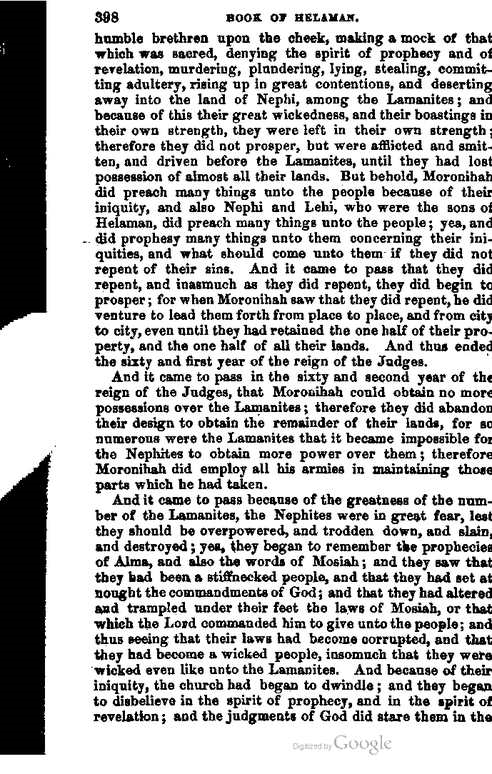 398 BOOK OF HELAMAN.
humble brethren upon the cheek, making a mock of that
which was sacred, denying the spirit of prophecy and of
revelation, murdering, plundering, lying, stealing, commit-
ting adultery, rising up in great contentions, and deserting
away into the land of Nephi, among the Lamanites; and
because of this their great wickedness, and their boastings in
their own strength, they were left in their own strength;
therefore they did not prosper, but were afflicted and smit-
ten, and driven before the Lamanites, until they had lost
possession of almost all their lands. But behold, Moronihah
did preach many things unto the people because of their
iniquity, and also Nephi and Lehi, who were the sons of
Helaman, did preach many things unto the people; yea, and
did prophesy many things unto them concerning their ini-
quities, and what should come unto them if they did not
repent of their sins. And it came to pass that they did
repent, and inasmuch as they did repent, they did begin to
prosper; for when Moronihah saw that they did repent, he did
venture to lead them forth from place to place, and from city
to city, even until they had retained the one half of their pro-
perty, and the one half of all their lands. And thus ended
the sixty and first year of the reign of the Judges.
And it came to pass in the sixty and second year of the
reign of the Judges, that Moronihah could obtain no more
possessions over the Lamanites; therefore they did abandon
their design to obtain the remainder of their lands, for so
numerous were the Lamanites that it became impossible for
the Nephites to obtain more power over them; therefore
Moronihah did employ all his armies in maintaining those
parts which he had taken.
And it came to pass because of the greatness of the num-
ber of the Lamanites, the Nephites were in great fear, lest
they should be overpowered, and trodden down, and slain,
and destroyed; yea, they began to remember the prophecies
of Alma, and also the words of Mosiah; and they saw that
they had been a stiffnecked people, and that they had set at
nought the commandments of God; and that they had altered
and trampled under their feet the laws of Mosiah, or that
which the Lord commanded him to give unto the people; and
thus seeing that their laws had become corrupted, and that
they had become a wicked people, insomuch that they were
wicked even like unto the Lamanites. And because of their
iniquity, the church had began to dwindle; and they began
to disbelieve in the spirit of prophecy, and in the spirit of
revelation; and the judgments of God did stare them in the
Digitized by Google